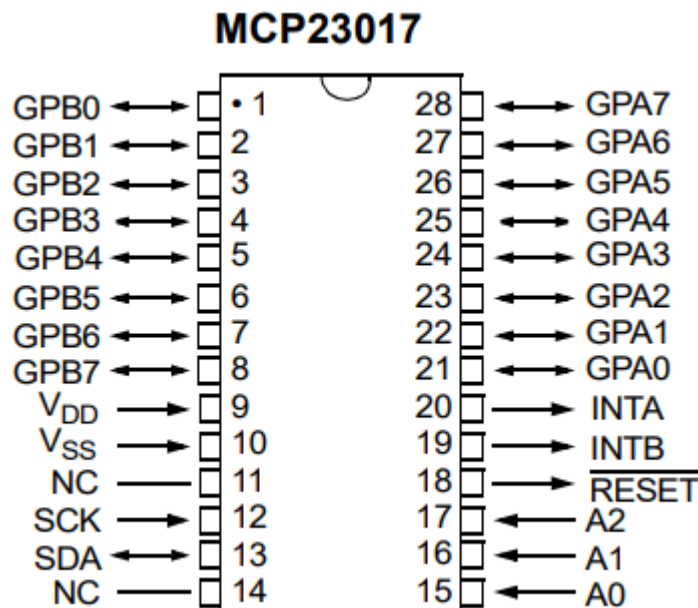 MCP23017
GPB0 1 28 GPA7
GPB1 2 27 GPA6
GPB2 3 26 GPA5
GPB3 4 25 GPA4
GPB4 5 24 GPA3
GPB5 6 23 GPA2
GPB6 7 22 GPA1
GPB7 8 21 GPA0
VDD 9 20 INTA
VSS 10 19 INTB
NC 11 18 RESET
SCK 12 17 A2
SDA 13 16 A1
NC 14 15 A0